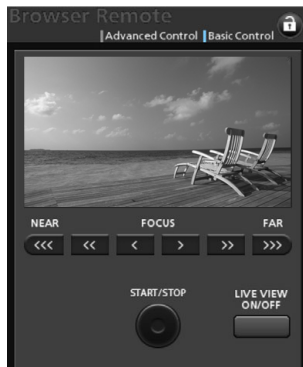 Browser Remote
Advanced Control Basic Control
NEAR FOCUS FAR
<<< << < > >> >>>
START/STOP
LIVE VIEW
ON/OFF